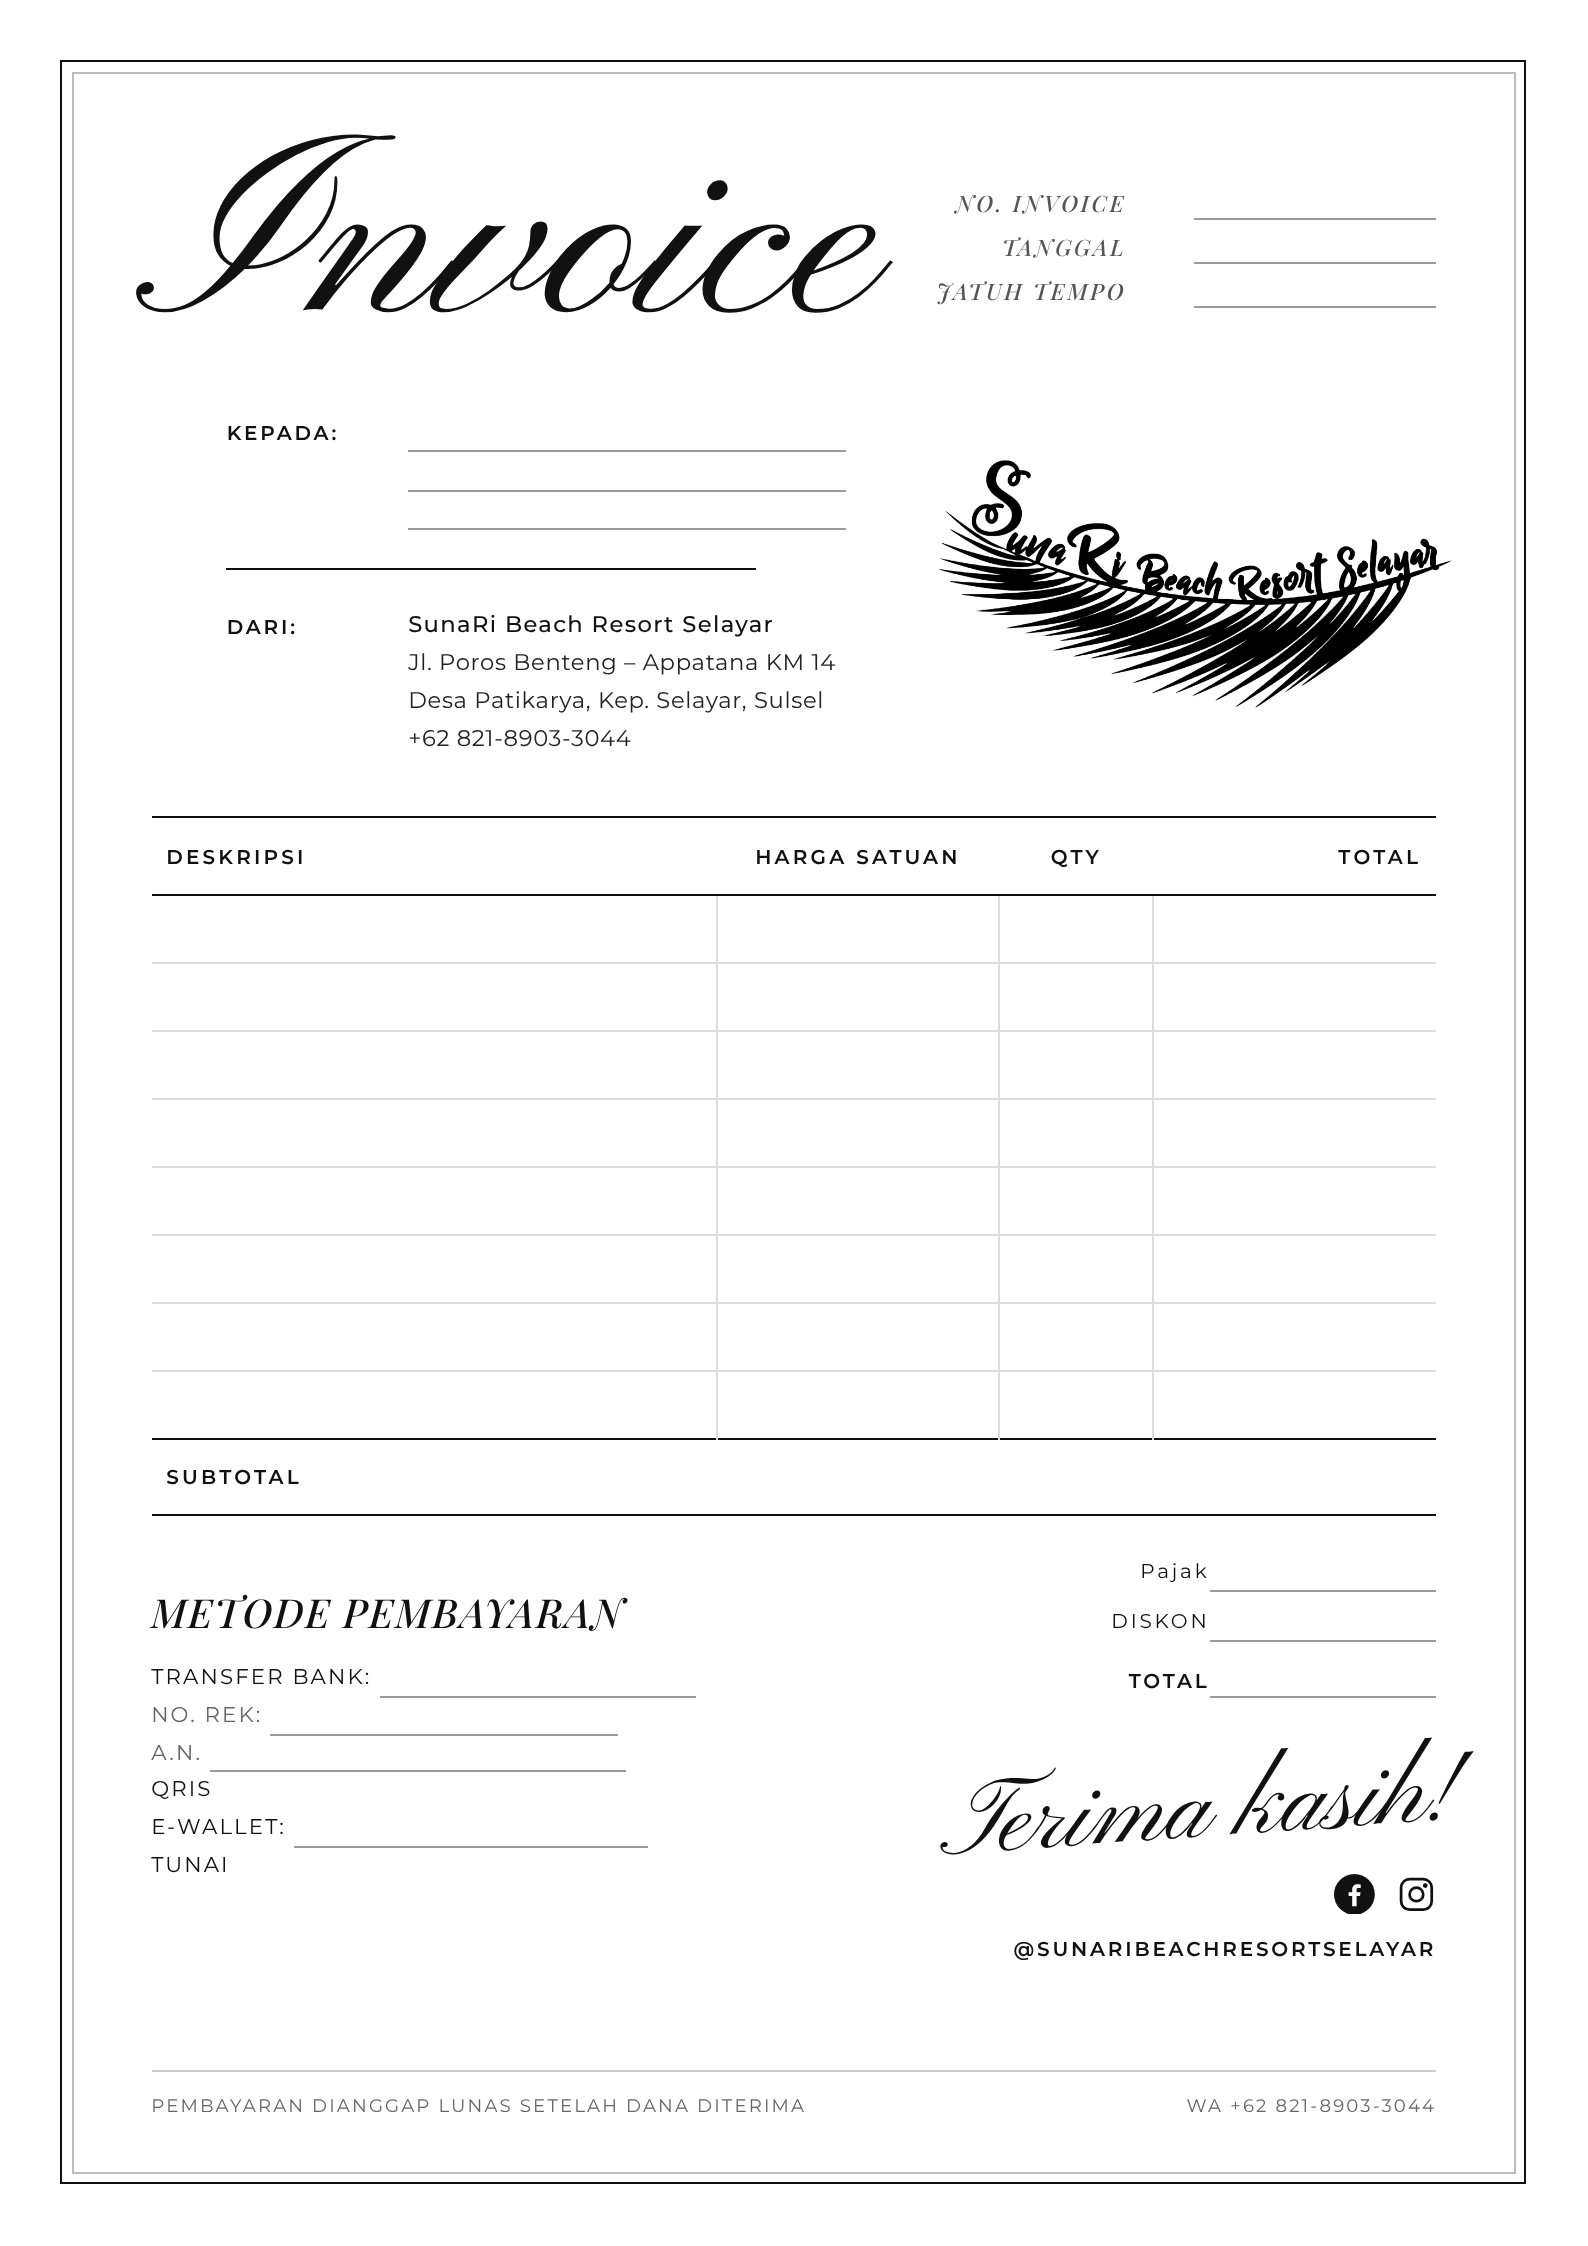 Invoice
NO. INVOICE
TANGGAL
JATUH TEMPO
KEPADA:
SunaRi Beach Resort Selayar
DARI:
SunaRi Beach Resort Selayar
Jl. Poros Benteng – Appatana KM 14
Desa Patikarya, Kep. Selayar, Sulsel
+62 821-8903-3044
DESKRIPSI HARGA SATUAN QTY TOTAL
SUBTOTAL
Pajak
DISKON
TOTAL
METODE PEMBAYARAN
TRANSFER BANK:
NO. REK:
A.N.
QRIS
E-WALLET:
TUNAI
Terima kasih!
@SUNARIBEACHRESORTSELAYAR
PEMBAYARAN DIANGGAP LUNAS SETELAH DANA DITERIMA
WA +62 821-8903-3044